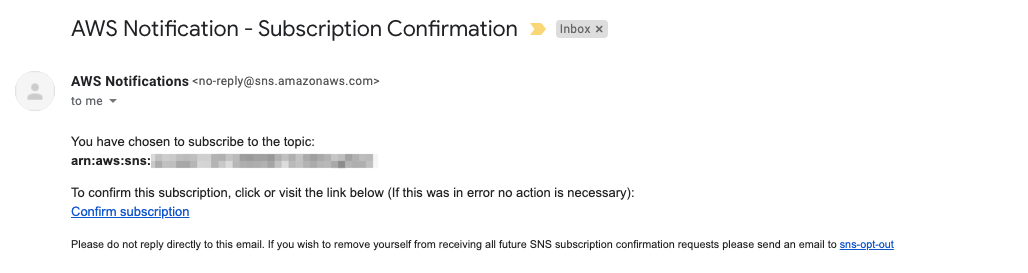 AWS Notification - Subscription Confirmation Inbox ×
AWS Notifications <no-reply@sns.amazonaws.com>
to me
You have chosen to subscribe to the topic:
arn:aws:sns:
To confirm this subscription, click or visit the link below (If this was in error no action is necessary):
Confirm subscription
Please do not reply directly to this email. If you wish to remove yourself from receiving all future SNS subscription confirmation requests please send an email to sns-opt-out